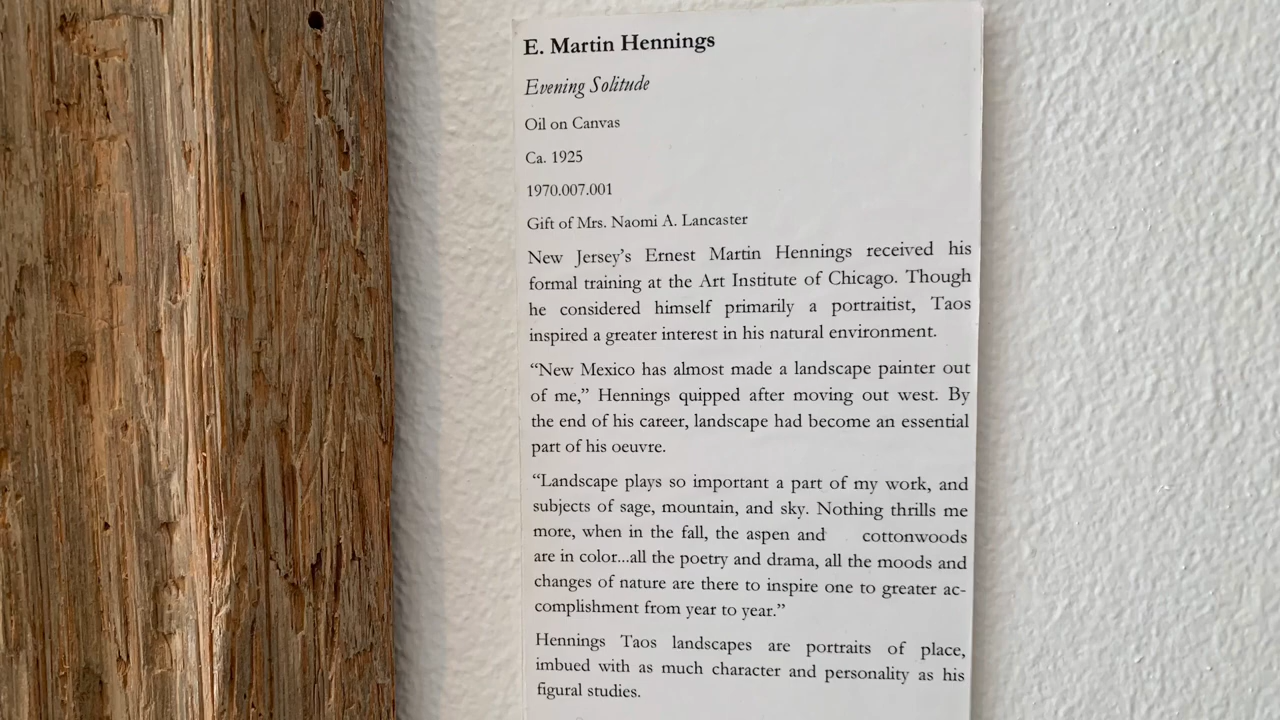 E. Martin Hennings
Evening Solitude
Oil on Canvas
Ca. 1925
1970.007.001
Gift of Mrs. Naomi A. Lancaster
New Jersey’s Ernest Martin Hennings received his
formal training at the Art Institute of Chicago. Though
he considered himself primarily a portraitist, Taos
inspired a greater interest in his natural environment.
“New Mexico has almost made a landscape painter out
of me,” Hennings quipped after moving out west. By
the end of his career, landscape had become an essential
part of his oeuvre.
“Landscape plays so important a part of my work, and
subjects of sage, mountain, and sky. Nothing thrills me
more, when in the fall, the aspen and cottonwoods
are in color...all the poetry and drama, all the moods and
changes of nature are there to inspire one to greater ac-
complishment from year to year.”
Hennings Taos landscapes are portraits of place,
imbued with as much character and personality as his
figural studies.